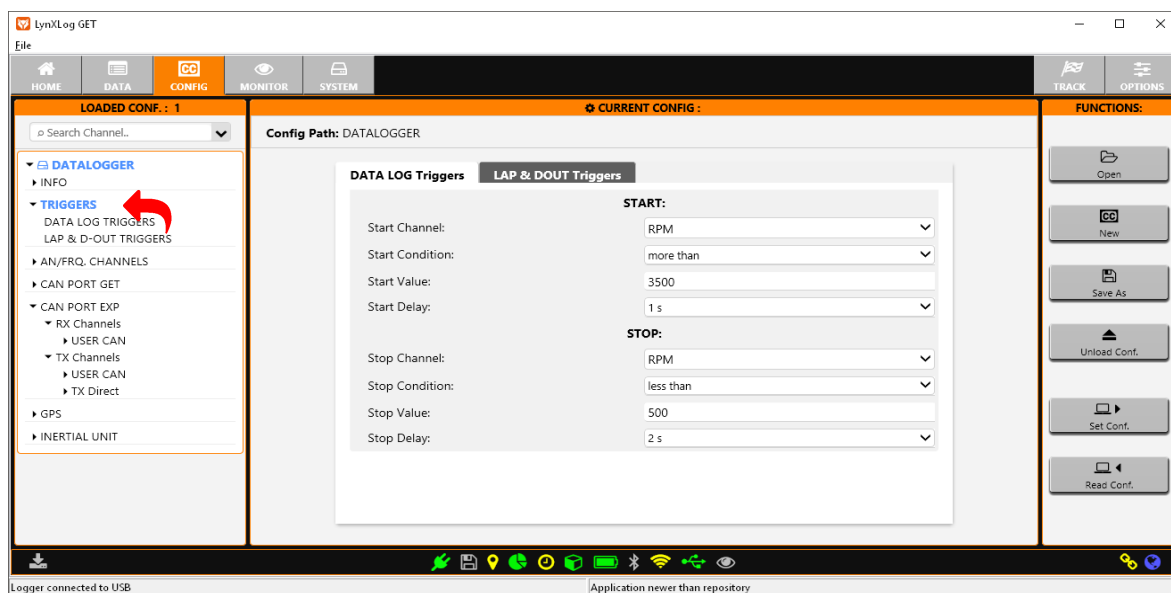 LynXLog GET
File
HOME DATA CONFIG MONITOR SYSTEM TRACK OPTIONS
LOADED CONF. : 1
CURRENT CONFIG :
FUNCTIONS:
Search Channel..
Config Path: DATALOGGER
DATALOGGER
INFO
TRIGGERS
DATA LOG TRIGGERS
LAP & D-OUT TRIGGERS
AN/FRQ. CHANNELS
CAN PORT GET
CAN PORT EXP
RX Channels
USER CAN
TX Channels
USER CAN
TX Direct
GPS
INERTIAL UNIT
DATA LOG Triggers LAP & DOUT Triggers
START:
Start Channel: RPM
Start Condition: more than
Start Value: 3500
Start Delay: 1 s
STOP:
Stop Channel: RPM
Stop Condition: less than
Stop Value: 500
Stop Delay: 2 s
Open
CC
New
Save As
Unload Conf.
Set Conf.
Read Conf.
Logger connected to USB
Application newer than repository